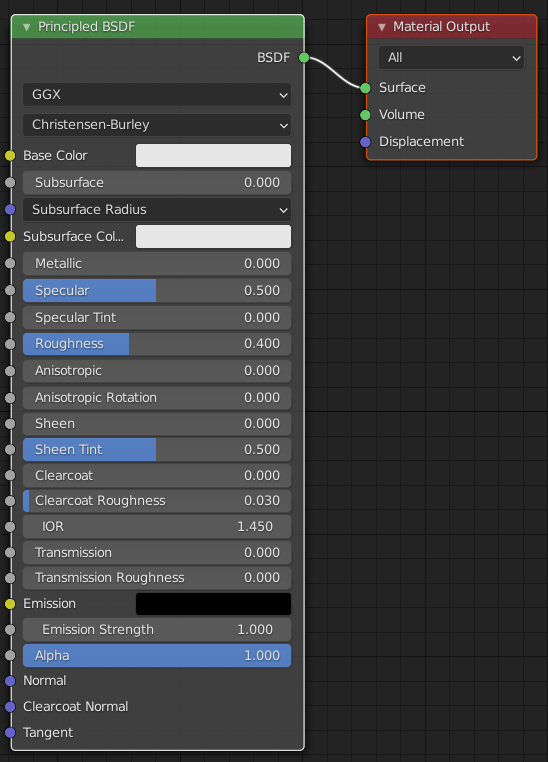 Principled BSDF
BSDF
GGX
Christensen-Burley
Base Color
Subsurface 0.000
Subsurface Radius
Subsurface Col...
Metallic 0.000
Specular 0.500
Specular Tint 0.000
Roughness 0.400
Anisotropic 0.000
Anisotropic Rotation 0.000
Sheen 0.000
Sheen Tint 0.500
Clearcoat 0.000
Clearcoat Roughness 0.030
IOR 1.450
Transmission 0.000
Transmission Roughness 0.000
Emission
Emission Strength 1.000
Alpha 1.000
Normal
Clearcoat Normal
Tangent
Material Output
All
Surface
Volume
Displacement